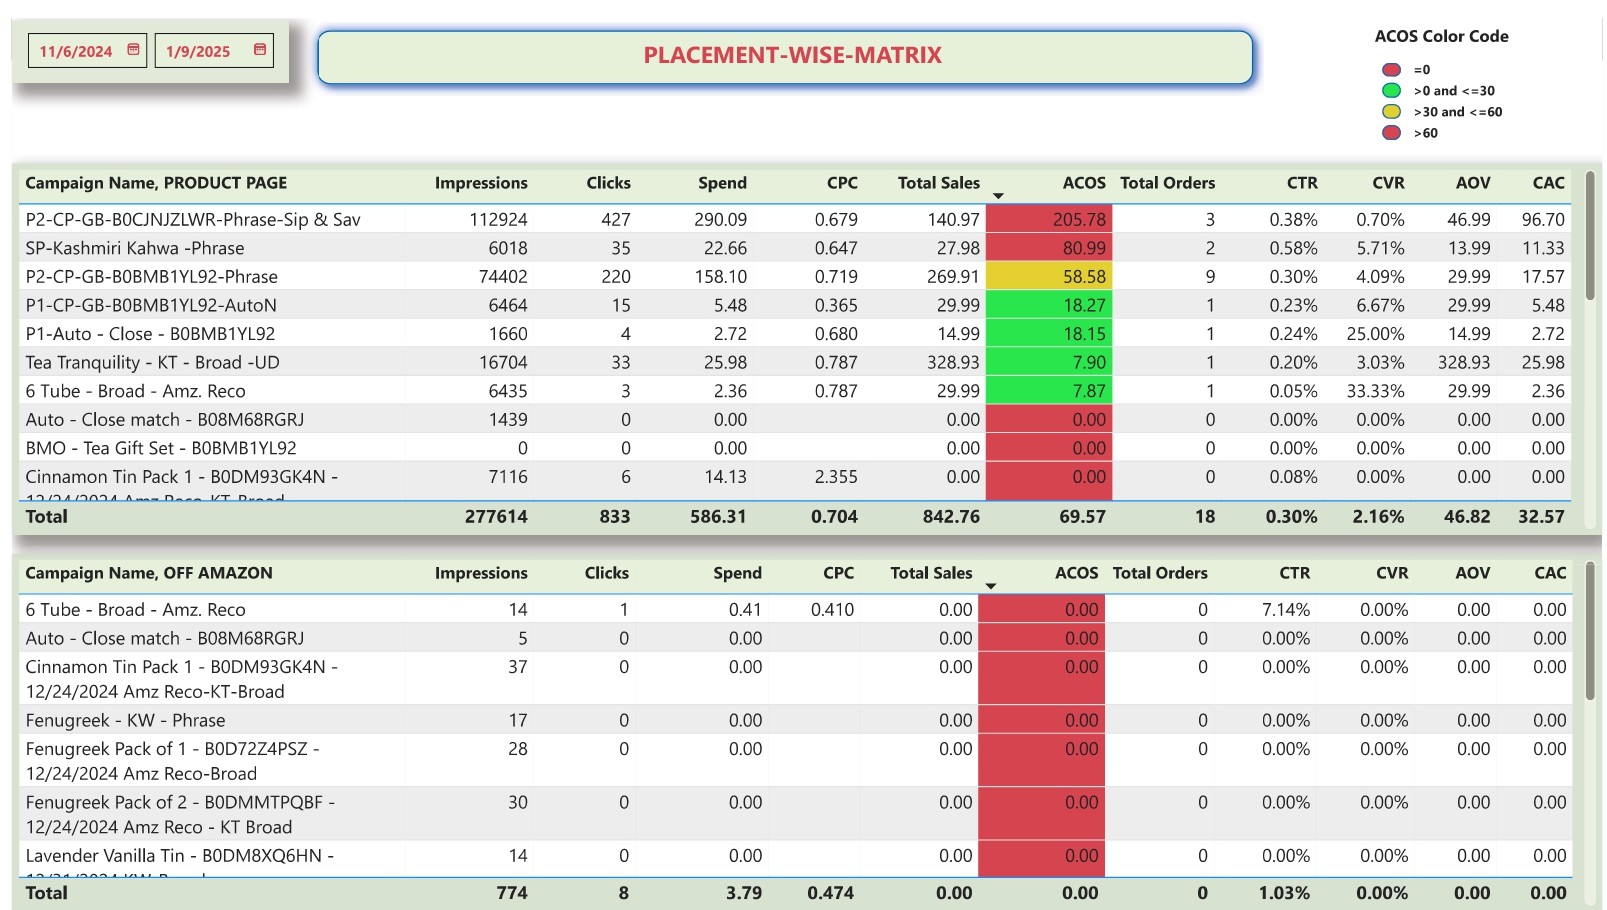 11/6/2024 1/9/2025
PLACEMENT-WISE-MATRIX
ACOS Color Code
=0
>0 and <=30
>30 and <=60
>60
Campaign Name, PRODUCT PAGE Impressions Clicks Spend CPC Total Sales ACOS Total Orders CTR CVR AOV CAC
P2-CP-GB-B0CJNJZLWR-Phrase-Sip & Sav 112924 427 290.09 0.679 140.97 205.78 3 0.38% 0.70% 46.99 96.70
SP-Kashmiri Kahwa -Phrase 6018 35 22.66 0.647 27.98 80.99 2 0.58% 5.71% 13.99 11.33
P2-CP-GB-B0BMB1YL92-Phrase 74402 220 158.10 0.719 269.91 58.58 9 0.30% 4.09% 29.99 17.57
P1-CP-GB-B0BMB1YL92-AutoN 6464 15 5.48 0.365 29.99 18.27 1 0.23% 6.67% 29.99 5.48
P1-Auto - Close - B0BMB1YL92 1660 4 2.72 0.680 14.99 18.15 1 0.24% 25.00% 14.99 2.72
Tea Tranquility - KT - Broad -UD 16704 33 25.98 0.787 328.93 7.90 1 0.20% 3.03% 328.93 25.98
6 Tube - Broad - Amz. Reco 6435 3 2.36 0.787 29.99 7.87 1 0.05% 33.33% 29.99 2.36
Auto - Close match - B08M68RGRJ 1439 0 0.00 0.00 0.00 0 0.00% 0.00% 0.00 0.00
BMO - Tea Gift Set - B0BMB1YL92 0 0 0.00 0.00 0.00 0 0.00% 0.00% 0.00 0.00
Cinnamon Tin Pack 1 - B0DM93GK4N - 7116 6 14.13 2.355 0.00 0.00 0 0.08% 0.00% 0.00 0.00
12/24/2024 Amz Reco-KT-Broad
Total 277614 833 586.31 0.704 842.76 69.57 18 0.30% 2.16% 46.82 32.57
Campaign Name, OFF AMAZON Impressions Clicks Spend CPC Total Sales ACOS Total Orders CTR CVR AOV CAC
6 Tube - Broad - Amz. Reco 14 1 0.41 0.410 0.00 0.00 0 7.14% 0.00% 0.00 0.00
Auto - Close match - B08M68RGRJ 5 0 0.00 0.00 0.00 0 0.00% 0.00% 0.00 0.00
Cinnamon Tin Pack 1 - B0DM93GK4N - 37 0 0.00 0.00 0.00 0 0.00% 0.00% 0.00 0.00
12/24/2024 Amz Reco-KT-Broad
Fenugreek - KW - Phrase 17 0 0.00 0.00 0.00 0 0.00% 0.00% 0.00 0.00
Fenugreek Pack of 1 - B0D72Z4PSZ - 28 0 0.00 0.00 0.00 0 0.00% 0.00% 0.00 0.00
12/24/2024 Amz Reco-Broad
Fenugreek Pack of 2 - B0DMMTPQBF - 30 0 0.00 0.00 0.00 0 0.00% 0.00% 0.00 0.00
12/24/2024 Amz Reco - KT Broad
Lavender Vanilla Tin - B0DM8XQ6HN - 14 0 0.00 0.00 0.00 0 0.00% 0.00% 0.00 0.00
Total 774 8 3.79 0.474 0.00 0.00 0 1.03% 0.00% 0.00 0.00